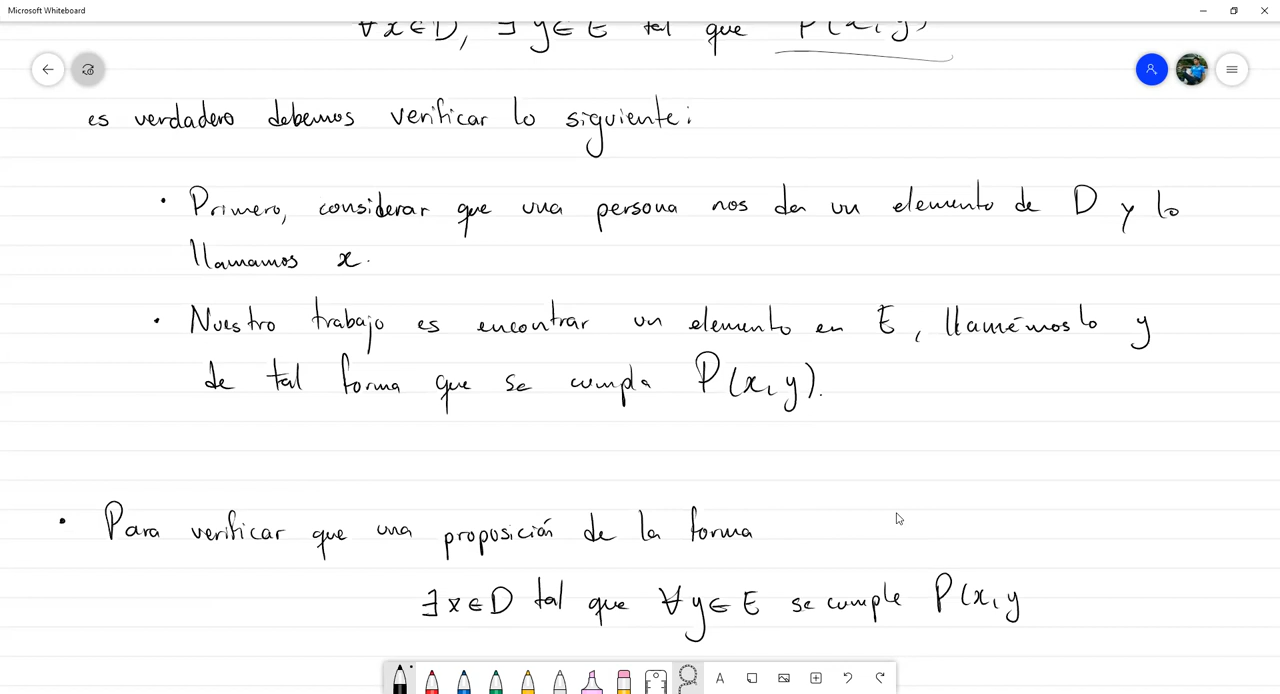 Microsoft Whiteboard
∀x∈D, ∃y∈E tal que P(x,y)
es verdadero debemos verificar lo siguiente:
· Primero, considerar que una persona nos da un elemento de D y lo
llamamos x.
· Nuestro trabajo es encontrar un elemento en E, llamémoslo y
de tal forma que se cumpla P(x,y).
· Para verificar que una proposición de la forma
∃x∈D tal que ∀y∈E se cumple P(x,y
A